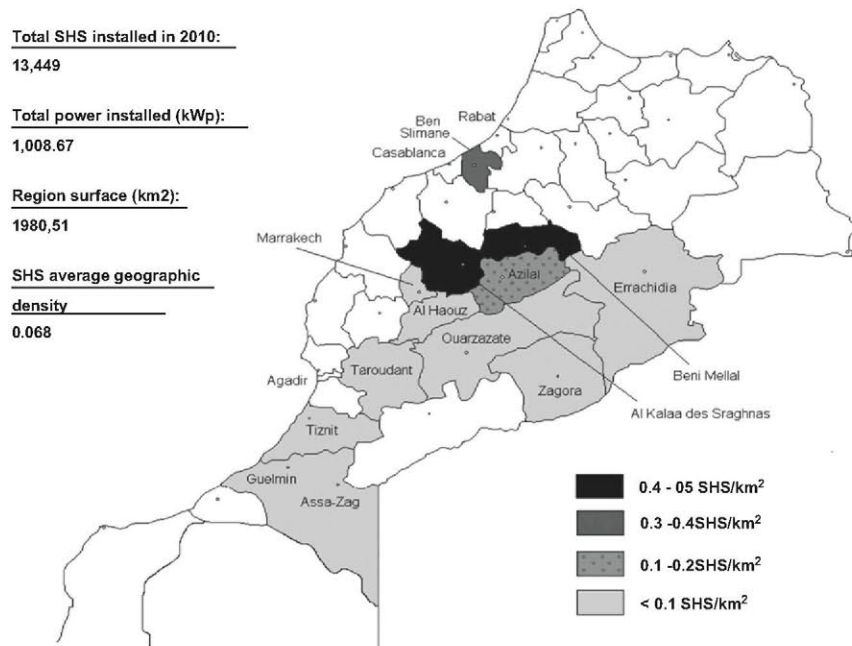 Total SHS installed in 2010:
13,449
Total power installed (kWp):
1,008.67
Region surface (km2):
1980,51
SHS average geographic
density
0.068
Rabat
Ben
Slimane
Casablanca
Marrakech
Azilal
Errachidia
Al Haouz
Ouarzazate
Taroudant
Beni Mellal
Agadir
Zagora
Al Kalaa des Sraghnas
Tiznit
Guelmin
Assa-Zag
0.4 - 05 SHS/km²
0.3 -0.4SHS/km²
0.1 -0.2SHS/km²
< 0.1 SHS/km²